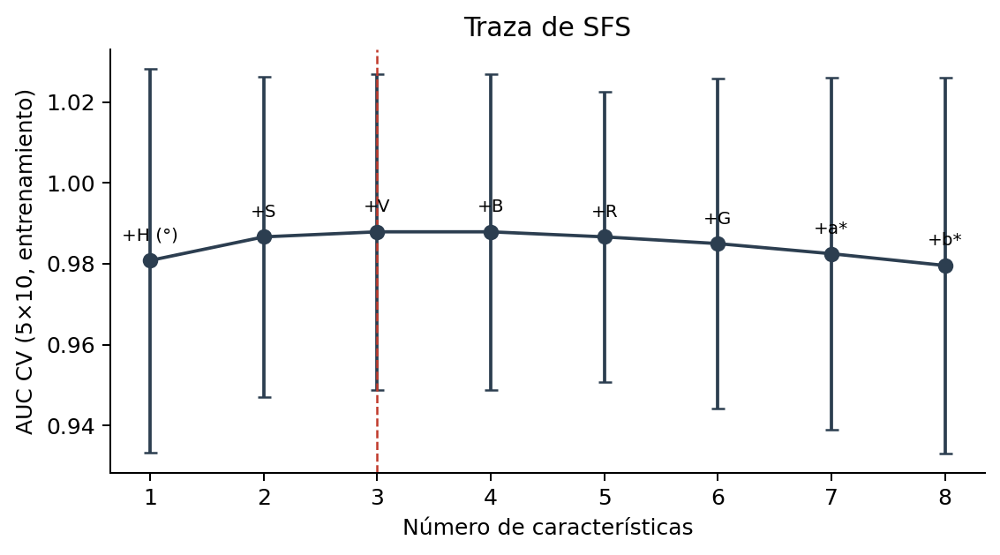 Traza de SFS
AUC CV (5×10, entrenamiento)
1.02
1.00
0.98
0.96
0.94
+H (°)
+S
+V
+B
+R
+G
+a*
+b*
1 2 3 4 5 6 7 8
Número de características